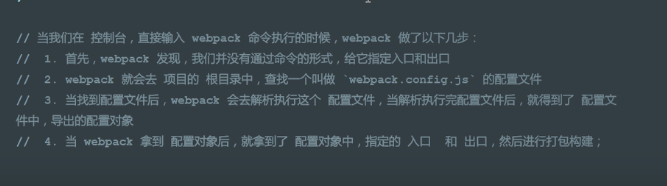 // 当我们在 控制台，直接输入 webpack 命令执行的时候，webpack 做了以下几步：
//  1. 首先，webpack 发现，我们并没有通过命令的形式，给它指定入口和出口
//  2. webpack 就会去 项目的 根目录中，查找一个叫做 `webpack.config.js` 的配置文件
//  3. 当找到配置文件后，webpack 会去解析执行这个 配置文件，当解析执行完配置文件后，就得到了 配置文
件中，导出的配置对象
//  4. 当 webpack 拿到 配置对象后，就拿到了 配置对象中，指定的 入口  和 出口，然后进行打包构建；